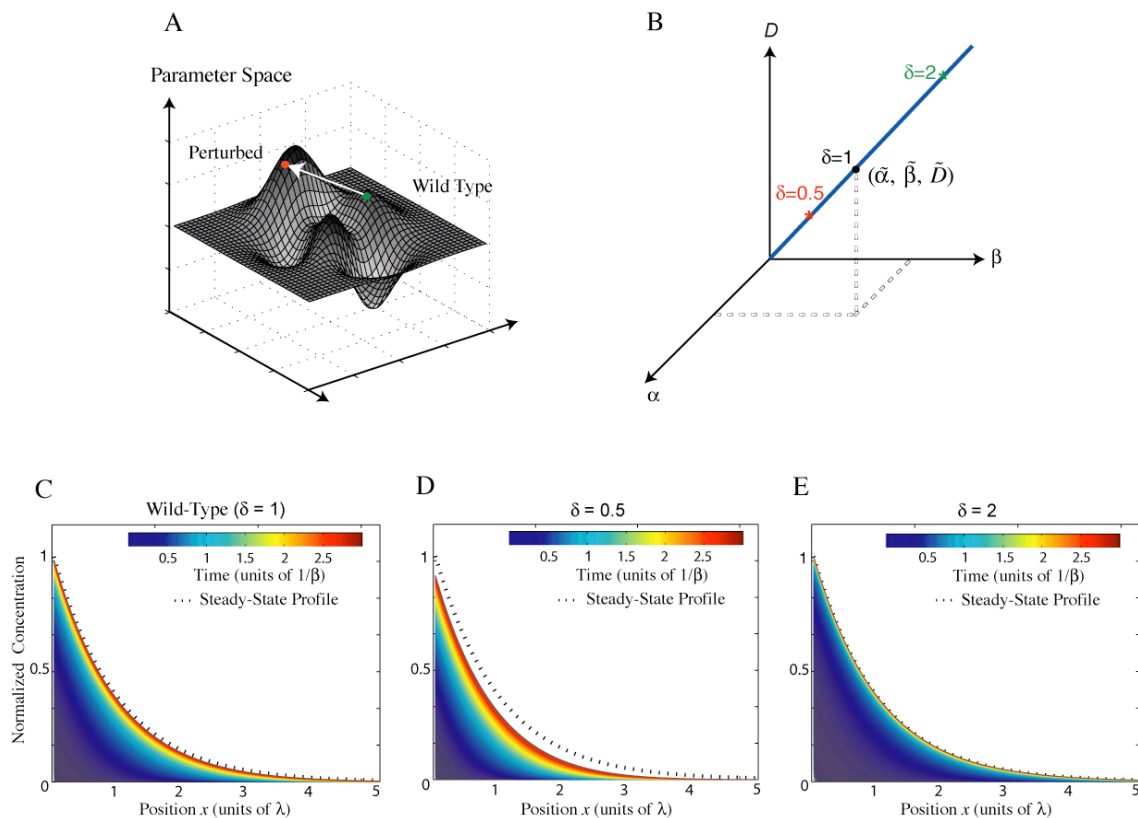 A
Parameter Space
Perturbed
Wild Type
B
D
δ=2
δ=1
(α̃, β̃, D̃)
δ=0.5
β
α
C
Wild-Type (δ = 1)
0.5 1 1.5 2 2.5
Time (units of 1/β)
Steady-State Profile
Normalized Concentration
1
0.5
0
1 2 3 4 5
Position x (units of λ)
D
δ = 0.5
0.5 1 1.5 2 2.5
Time (units of 1/β)
Steady-State Profile
1
0.5
0
1 2 3 4 5
Position x (units of λ)
E
δ = 2
0.5 1 1.5 2 2.5
Time (units of 1/β)
Steady-State Profile
1
0.5
0
1 2 3 4 5
Position x (units of λ)